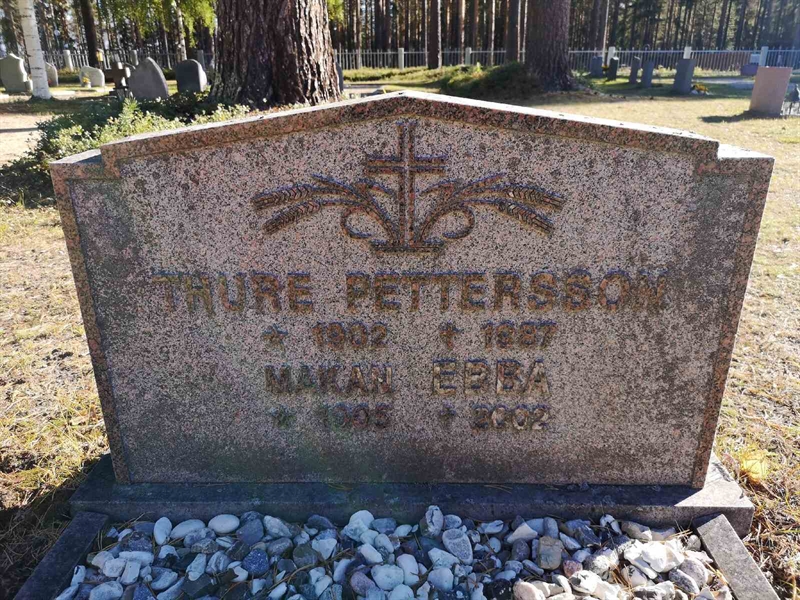 THURE PETTERSSON
* 1902 † 1987
MAKAN EBBA
* 1905 † 2002